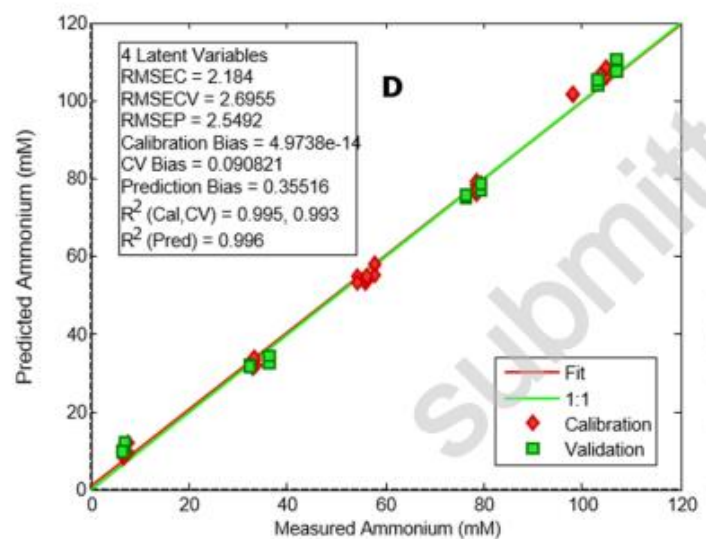 120
100
80
60
40
20
0
Predicted Ammonium (mM)
4 Latent Variables
RMSEC = 2.184
RMSECV = 2.6955
RMSEP = 2.5492
Calibration Bias = 4.9738e-14
CV Bias = 0.090821
Prediction Bias = 0.35516
R² (Cal,CV) = 0.995, 0.993
R² (Pred) = 0.996
D
Fit
1:1
Calibration
Validation
0 20 40 60 80 100 120
Measured Ammonium (mM)
submitt